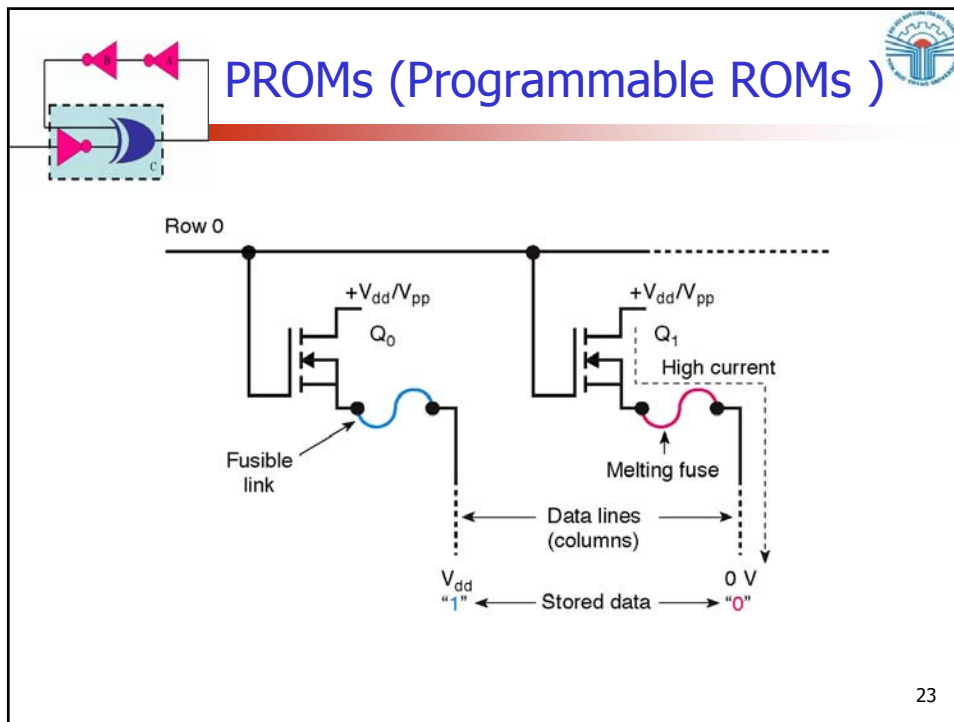 PROMs (Programmable ROMs )
B
A
C
Row 0
+Vdd/Vpp
+Vdd/Vpp
Q0
Q1
High current
Fusible
link
Melting fuse
Data lines
(columns)
Vdd
0 V
"1"
Stored data
"0"
23